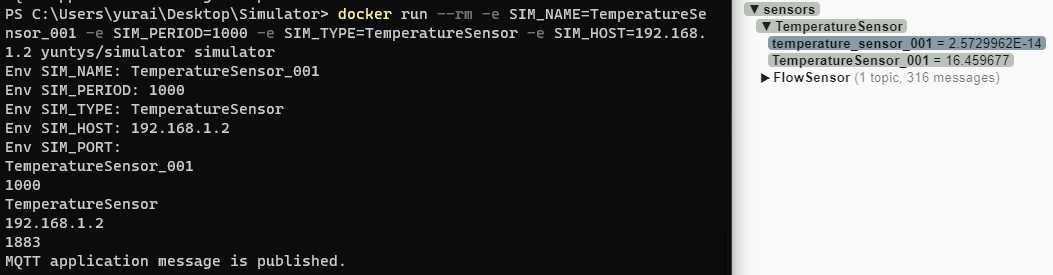 PS C:\Users\yurai\Desktop\Simulator> docker run --rm -e SIM_NAME=TemperatureSe
nsor_001 -e SIM_PERIOD=1000 -e SIM_TYPE=TemperatureSensor -e SIM_HOST=192.168.
1.2 yuntys/simulator simulator
Env SIM_NAME: TemperatureSensor_001
Env SIM_PERIOD: 1000
Env SIM_TYPE: TemperatureSensor
Env SIM_HOST: 192.168.1.2
Env SIM_PORT:
TemperatureSensor_001
1000
TemperatureSensor
192.168.1.2
1883
MQTT application message is published.
▼ sensors
▼ TemperatureSensor
temperature_sensor_001 = 2.5729962E-14
TemperatureSensor_001 = 16.459677
▶ FlowSensor (1 topic, 316 messages)